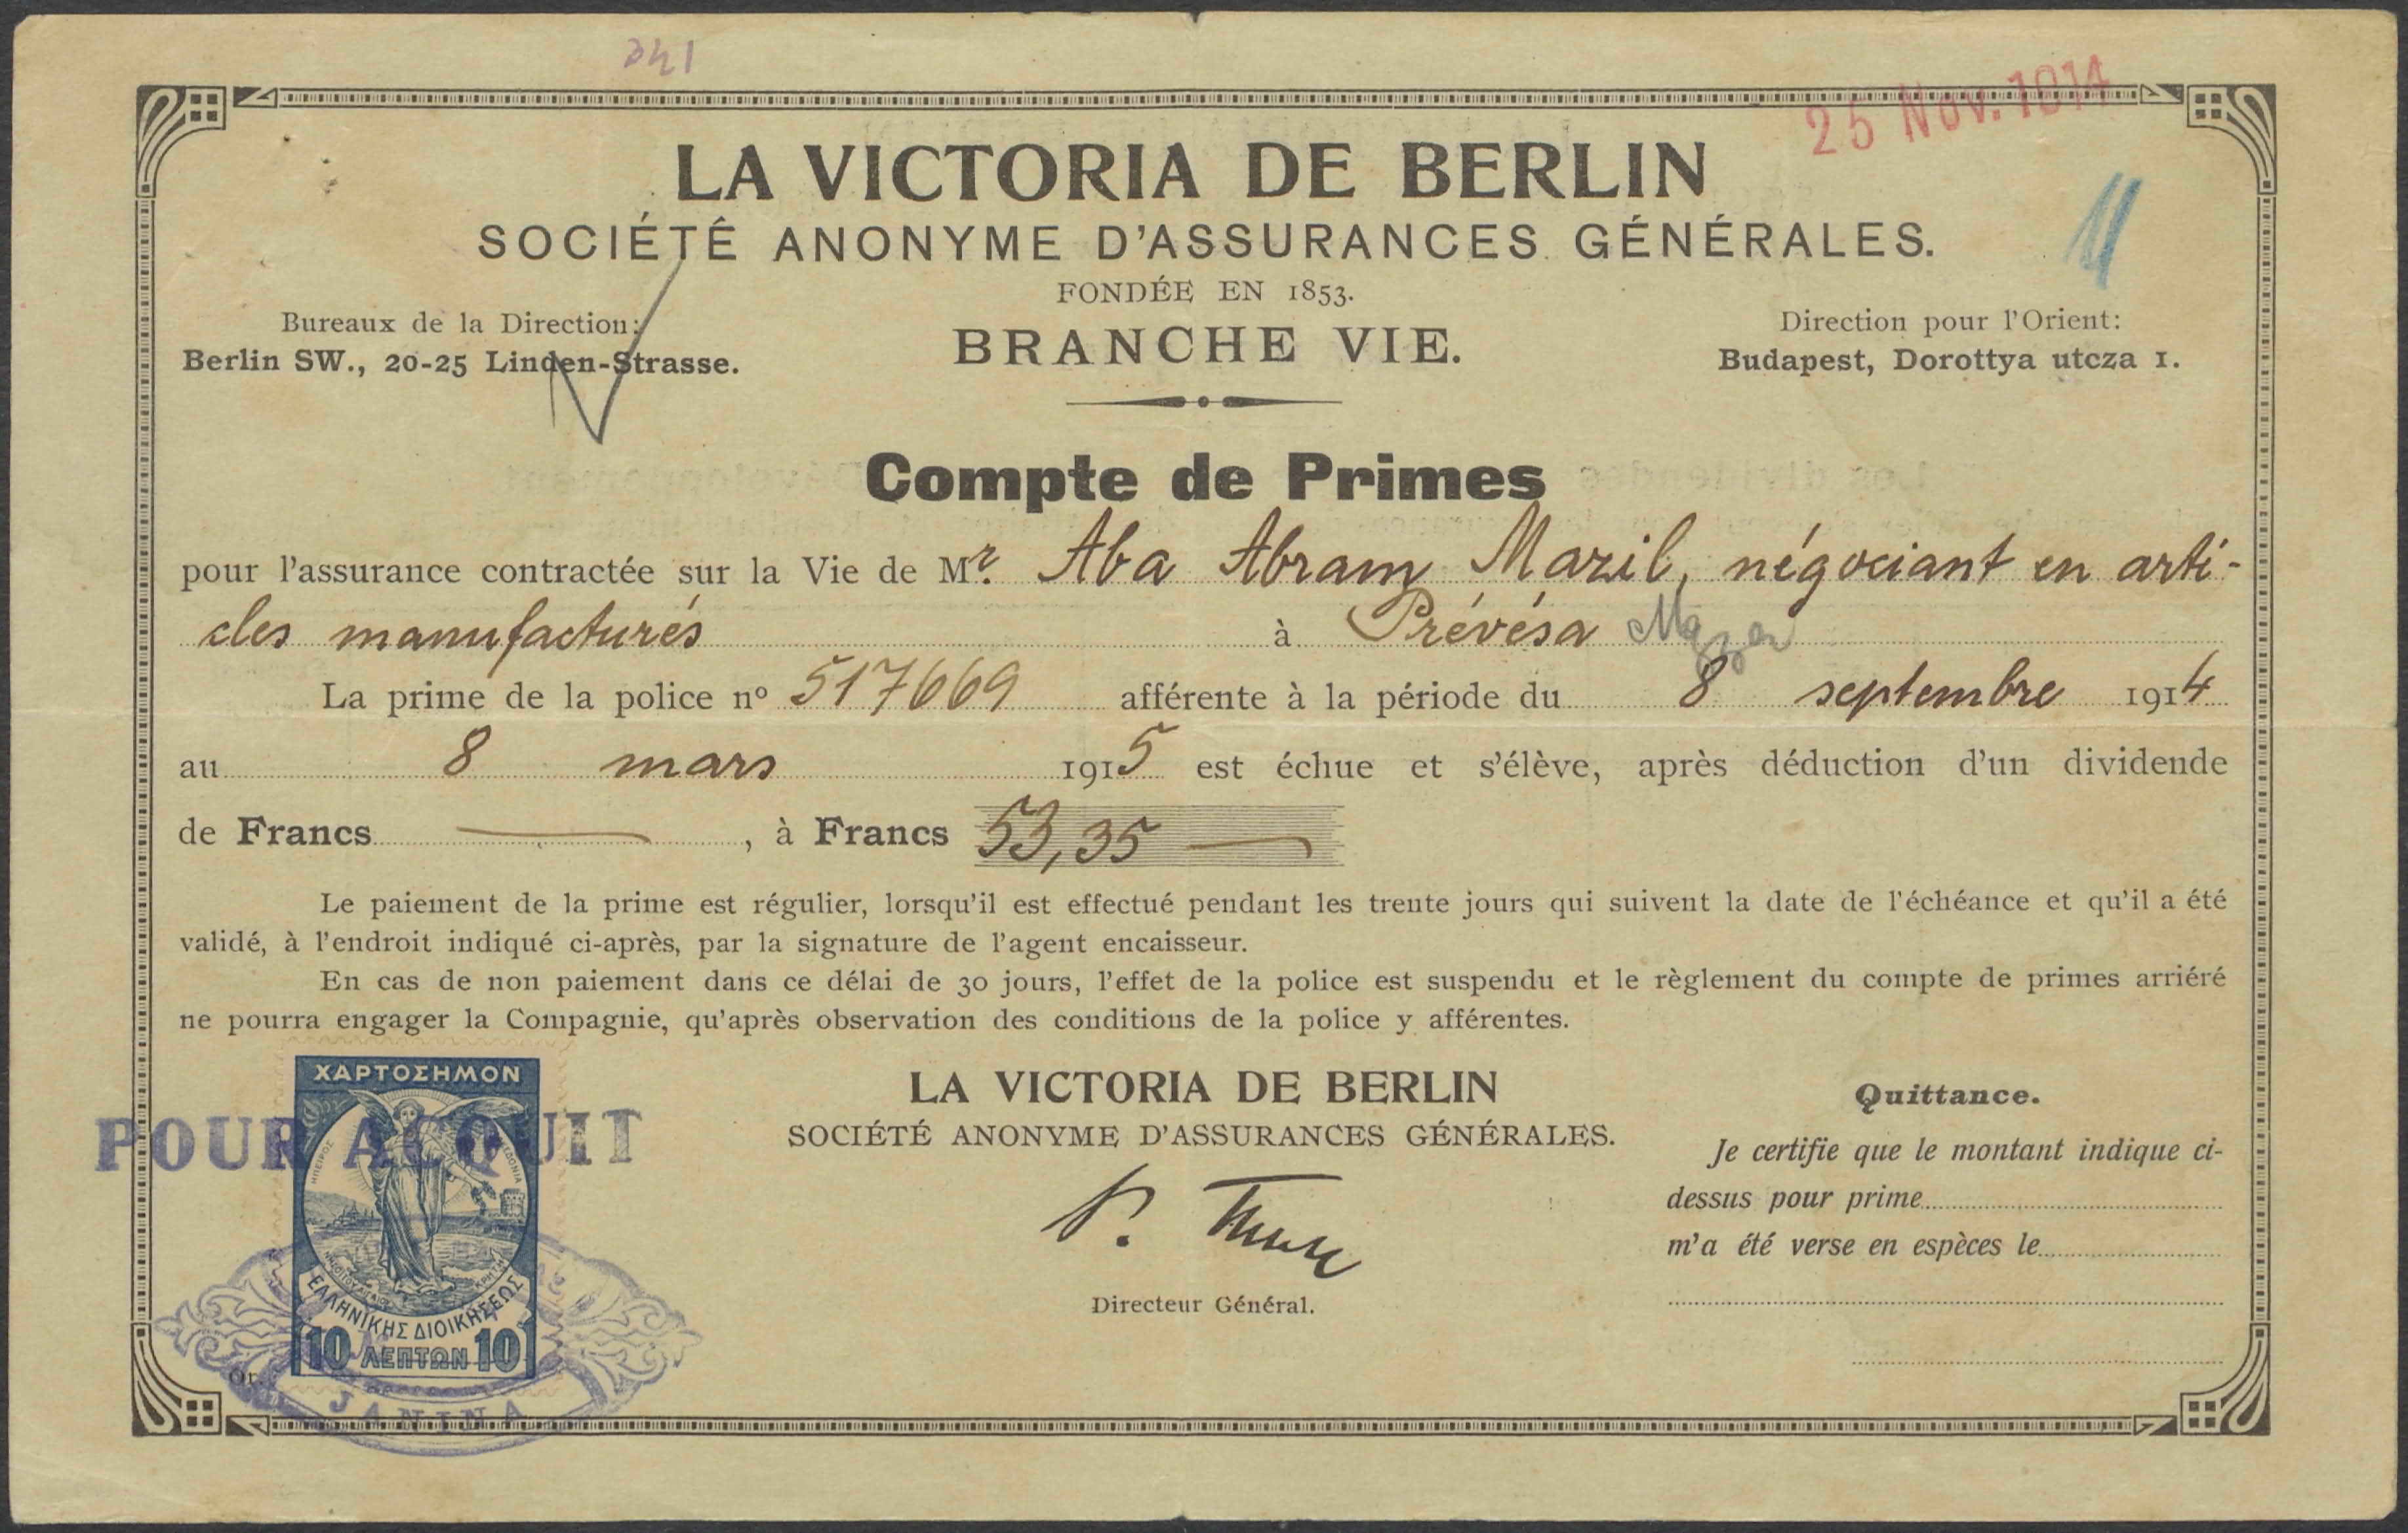 341
25 Nov. 1914
LA VICTORIA DE BERLIN
SOCIÉTÉ ANONYME D'ASSURANCES GÉNÉRALES.
FONDÉE EN 1853.
Bureaux de la Direction:
Berlin SW., 20-25 Linden-Strasse.
BRANCHE VIE.
Direction pour l'Orient:
Budapest, Dorottya utcza 1.
Compte de Primes
pour l'assurance contractée sur la Vie de Mr. Aba Abram Mazil, négociant en arti-
cles manufacturés à Prévésa
La prime de la police no 517669 afférente à la période du 8 septembre 1914
au 8 mars 1915 est échue et s'élève, après déduction d'un dividende
de Francs —, à Francs 53,35 —
Le paiement de la prime est régulier, lorsqu'il est effectué pendant les trente jours qui suivent la date de l'échéance et qu'il a été
validé, à l'endroit indiqué ci-après, par la signature de l'agent encaisseur.
En cas de non paiement dans ce délai de 30 jours, l'effet de la police est suspendu et le règlement du compte de primes arriéré
ne pourra engager la Compagnie, qu'après observation des conditions de la police y afférentes.
ΧΑΡΤΟΣΗΜΟΝ
POUR ACQUIT
ΗΠΕΙΡΟΣ
ΚΡΗΤΗ
ΕΛΛΗΝΙΚΗΣ ΔΙΟΙΚΗΣΕΩΣ
10 ΛΕΠΤΩΝ 10
Or.
JANINA
LA VICTORIA DE BERLIN
SOCIÉTÉ ANONYME D'ASSURANCES GÉNÉRALES.
Directeur Général.
Quittance.
Je certifie que le montant indique ci-
dessus pour prime
m'a été verse en espèces le